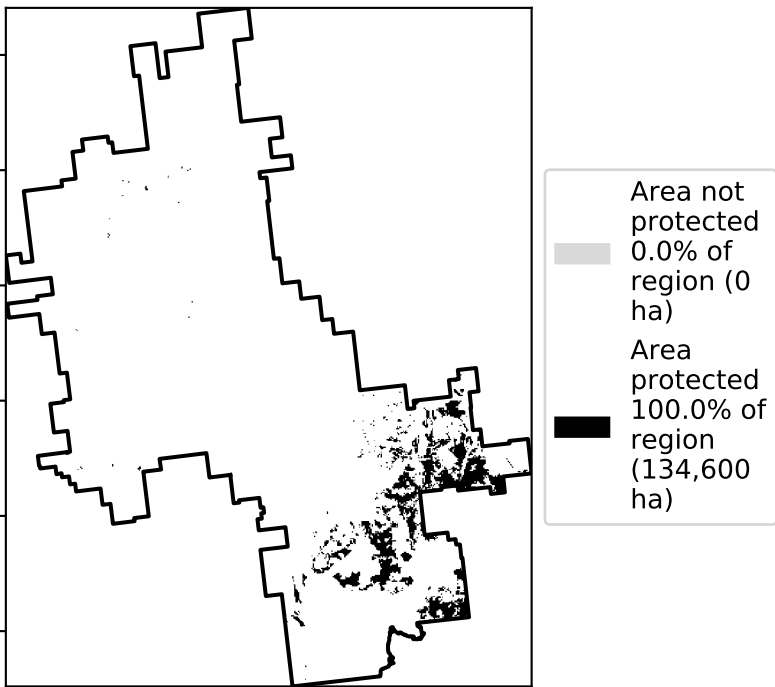 Area not
protected
0.0% of
region (0
ha)
Area
protected
100.0% of
region
(134,600
ha)